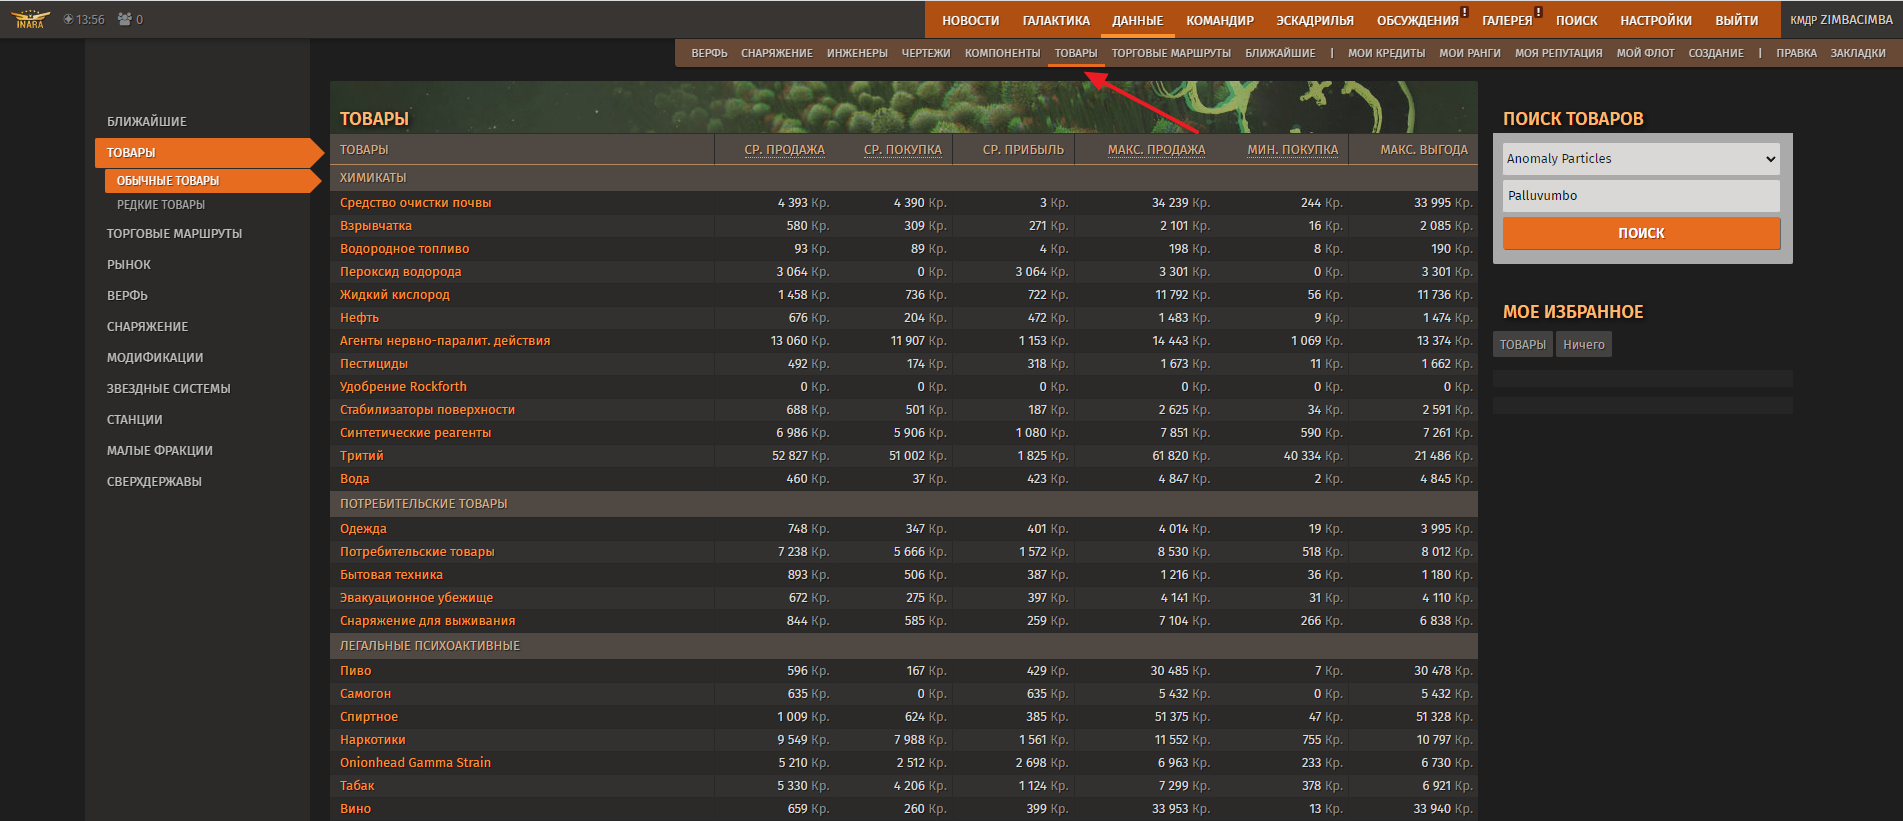 INARA 13:56 0 НОВОСТИ ГАЛАКТИКА ДАННЫЕ КОМАНДИР ЭСКАДРИЛЬЯ ОБСУЖДЕНИЯ ! ГАЛЕРЕЯ ! ПОИСК НАСТРОЙКИ ВЫЙТИ КМДР ZIMBACIMBA
ВЕРФЬ СНАРЯЖЕНИЕ ИНЖЕНЕРЫ ЧЕРТЕЖИ КОМПОНЕНТЫ ТОВАРЫ ТОРГОВЫЕ МАРШРУТЫ БЛИЖАЙШИЕ | МОИ КРЕДИТЫ МОИ РАНГИ МОЯ РЕПУТАЦИЯ МОЙ ФЛОТ СОЗДАНИЕ | ПРАВКА ЗАКЛАДКИ
БЛИЖАЙШИЕ
ТОВАРЫ
ОБЫЧНЫЕ ТОВАРЫ
РЕДКИЕ ТОВАРЫ
ТОРГОВЫЕ МАРШРУТЫ
РЫНОК
ВЕРФЬ
СНАРЯЖЕНИЕ
МОДИФИКАЦИИ
ЗВЕЗДНЫЕ СИСТЕМЫ
СТАНЦИИ
МАЛЫЕ ФРАКЦИИ
СВЕРХДЕРЖАВЫ
ТОВАРЫ
ТОВАРЫ СР. ПРОДАЖА СР. ПОКУПКА СР. ПРИБЫЛЬ МАКС. ПРОДАЖА МИН. ПОКУПКА МАКС. ВЫГОДА
ХИМИКАТЫ
Средство очистки почвы 4 393 Кр. 4 390 Кр. 3 Кр. 34 239 Кр. 244 Кр. 33 995 Кр.
Взрывчатка 580 Кр. 309 Кр. 271 Кр. 2 101 Кр. 16 Кр. 2 085 Кр.
Водородное топливо 93 Кр. 89 Кр. 4 Кр. 198 Кр. 8 Кр. 190 Кр.
Пероксид водорода 3 064 Кр. 0 Кр. 3 064 Кр. 3 301 Кр. 0 Кр. 3 301 Кр.
Жидкий кислород 1 458 Кр. 736 Кр. 722 Кр. 11 792 Кр. 56 Кр. 11 736 Кр.
Нефть 676 Кр. 204 Кр. 472 Кр. 1 483 Кр. 9 Кр. 1 474 Кр.
Агенты нервно-паралит. действия 13 060 Кр. 11 907 Кр. 1 153 Кр. 14 443 Кр. 1 069 Кр. 13 374 Кр.
Пестициды 492 Кр. 174 Кр. 318 Кр. 1 673 Кр. 11 Кр. 1 662 Кр.
Удобрение Rockforth 0 Кр. 0 Кр. 0 Кр. 0 Кр. 0 Кр. 0 Кр.
Стабилизаторы поверхности 688 Кр. 501 Кр. 187 Кр. 2 625 Кр. 34 Кр. 2 591 Кр.
Синтетические реагенты 6 986 Кр. 5 906 Кр. 1 080 Кр. 7 851 Кр. 590 Кр. 7 261 Кр.
Тритий 52 827 Кр. 51 002 Кр. 1 825 Кр. 61 820 Кр. 40 334 Кр. 21 486 Кр.
Вода 460 Кр. 37 Кр. 423 Кр. 4 847 Кр. 2 Кр. 4 845 Кр.
ПОТРЕБИТЕЛЬСКИЕ ТОВАРЫ
Одежда 748 Кр. 347 Кр. 401 Кр. 4 014 Кр. 19 Кр. 3 995 Кр.
Потребительские товары 7 238 Кр. 5 666 Кр. 1 572 Кр. 8 530 Кр. 518 Кр. 8 012 Кр.
Бытовая техника 893 Кр. 506 Кр. 387 Кр. 1 216 Кр. 36 Кр. 1 180 Кр.
Эвакуационное убежище 672 Кр. 275 Кр. 397 Кр. 4 141 Кр. 31 Кр. 4 110 Кр.
Снаряжение для выживания 844 Кр. 585 Кр. 259 Кр. 7 104 Кр. 266 Кр. 6 838 Кр.
ЛЕГАЛЬНЫЕ ПСИХОАКТИВНЫЕ
Пиво 596 Кр. 167 Кр. 429 Кр. 30 485 Кр. 7 Кр. 30 478 Кр.
Самогон 635 Кр. 0 Кр. 635 Кр. 5 432 Кр. 0 Кр. 5 432 Кр.
Спиртное 1 009 Кр. 624 Кр. 385 Кр. 51 375 Кр. 47 Кр. 51 328 Кр.
Наркотики 9 549 Кр. 7 988 Кр. 1 561 Кр. 11 552 Кр. 755 Кр. 10 797 Кр.
Onionhead Gamma Strain 5 210 Кр. 2 512 Кр. 2 698 Кр. 6 963 Кр. 233 Кр. 6 730 Кр.
Табак 5 330 Кр. 4 206 Кр. 1 124 Кр. 7 299 Кр. 378 Кр. 6 921 Кр.
Вино 659 Кр. 260 Кр. 399 Кр. 33 953 Кр. 13 Кр. 33 940 Кр.
ПОИСК ТОВАРОВ
Anomaly Particles
Palluvumbo
ПОИСК
МОЕ ИЗБРАННОЕ
ТОВАРЫ Ничего